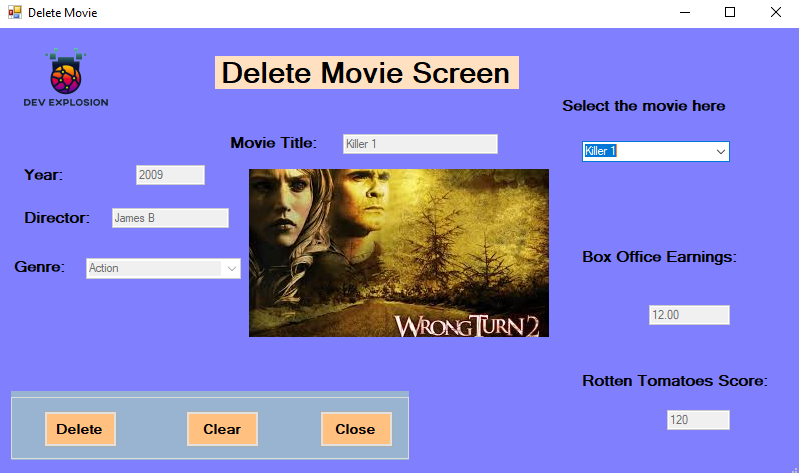 Delete Movie
DEV EXPLOSION
Delete Movie Screen
Select the movie here
Movie Title: Killer 1
Killer 1
Year: 2009
Director: James B
Genre: Action
WRONG TURN 2
Box Office Earnings:
12.00
Rotten Tomatoes Score:
120
Delete Clear Close